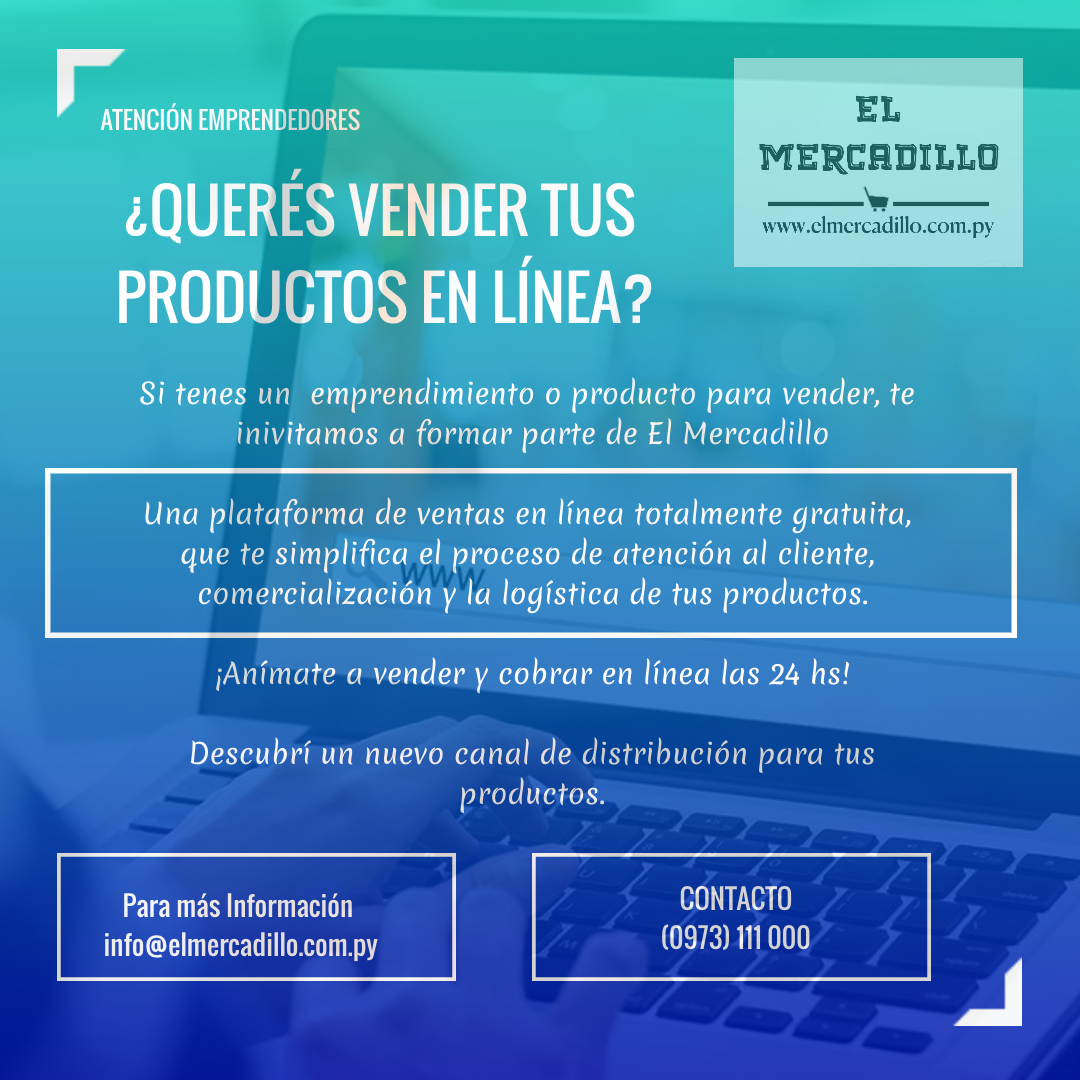 ATENCIÓN EMPRENDEDORES
EL
MERCADILLO
www.elmercadillo.com.py
¿QUERÉS VENDER TUS
PRODUCTOS EN LÍNEA?
Si tenes un emprendimiento o producto para vender, te
inivitamos a formar parte de El Mercadillo
Una plataforma de ventas en línea totalmente gratuita,
que te simplifica el proceso de atención al cliente,
www
comercialización y la logística de tus productos.
¡Anímate a vender y cobrar en línea las 24 hs!
Descubrí un nuevo canal de distribución para tus
productos.
Para más Información
info@elmercadillo.com.py
CONTACTO
(0973) 111 000